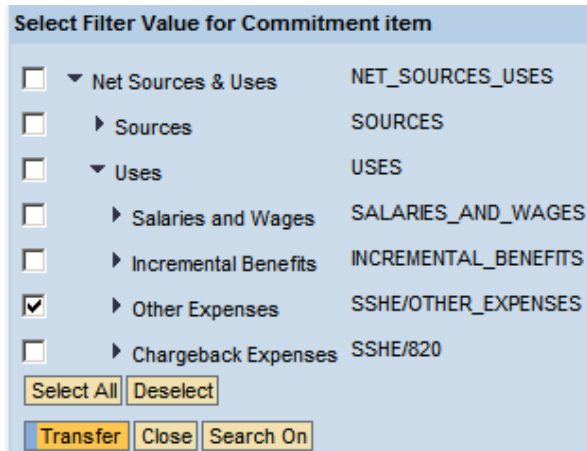 Select Filter Value for Commitment item
Net Sources & Uses NET_SOURCES_USES
Sources SOURCES
Uses USES
Salaries and Wages SALARIES_AND_WAGES
Incremental Benefits INCREMENTAL_BENEFITS
Other Expenses SSHE/OTHER_EXPENSES
Chargeback Expenses SSHE/820
Select All Deselect
Transfer Close Search On